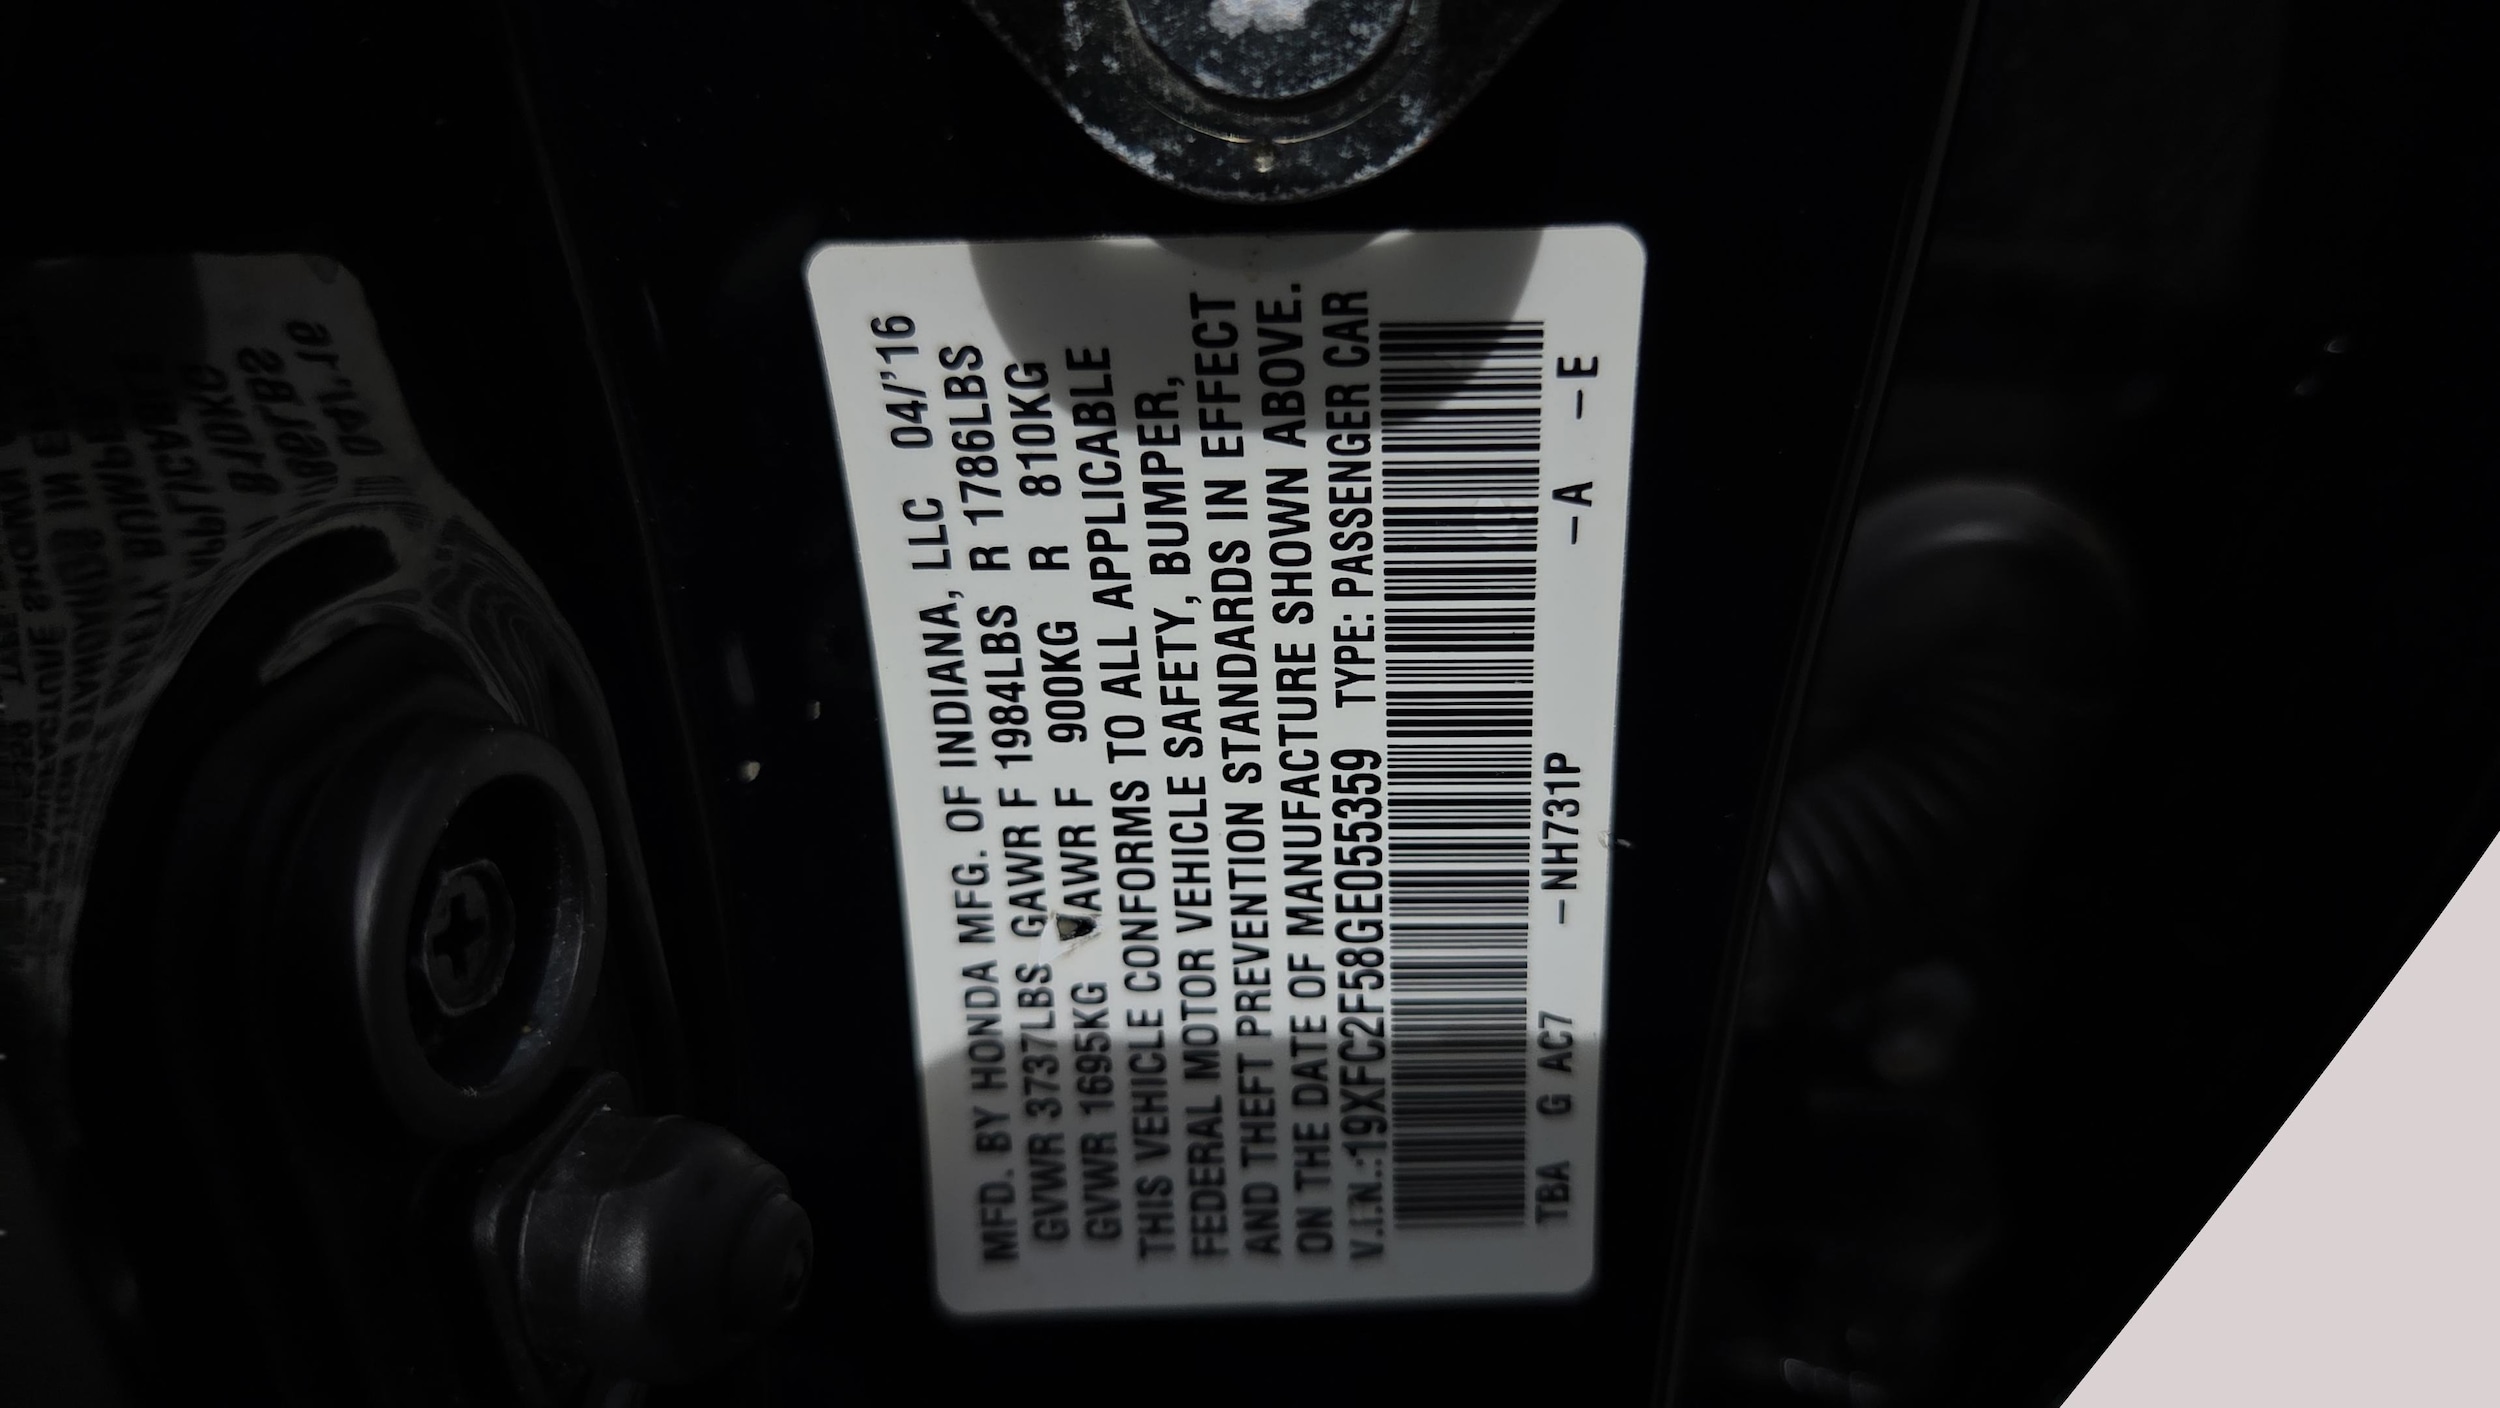 MFD. BY HONDA MFG. OF INDIANA, LLC 04/'16
GVWR 3737LBS GAWR F 1984LBS R 1786LBS
GVWR 1695KG AWR F 900KG R 810KG
THIS VEHICLE CONFORMS TO ALL APPLICABLE
FEDERAL MOTOR VEHICLE SAFETY, BUMPER,
AND THEFT PREVENTION STANDARDS IN EFFECT
ON THE DATE OF MANUFACTURE SHOWN ABOVE.
V.I.N.:19XFC2F58GE055359 TYPE: PASSENGER CAR
TBA G AC7 -NH731P -A -E